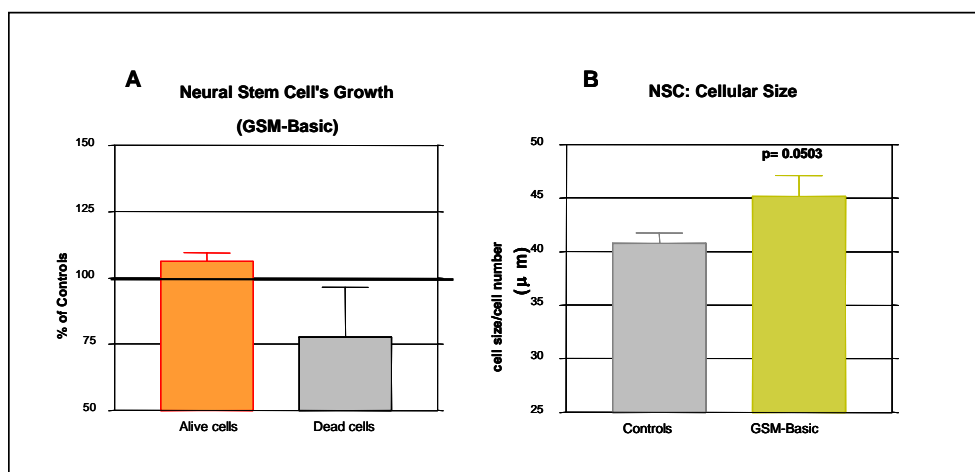 A
Neural Stem Cell's Growth
(GSM-Basic)
150
125
100
75
50
% of Controls
Alive cells
Dead cells
B
NSC: Cellular Size
p= 0.0503
50
45
40
35
30
25
cell size/cell number
(μ m)
Controls
GSM-Basic